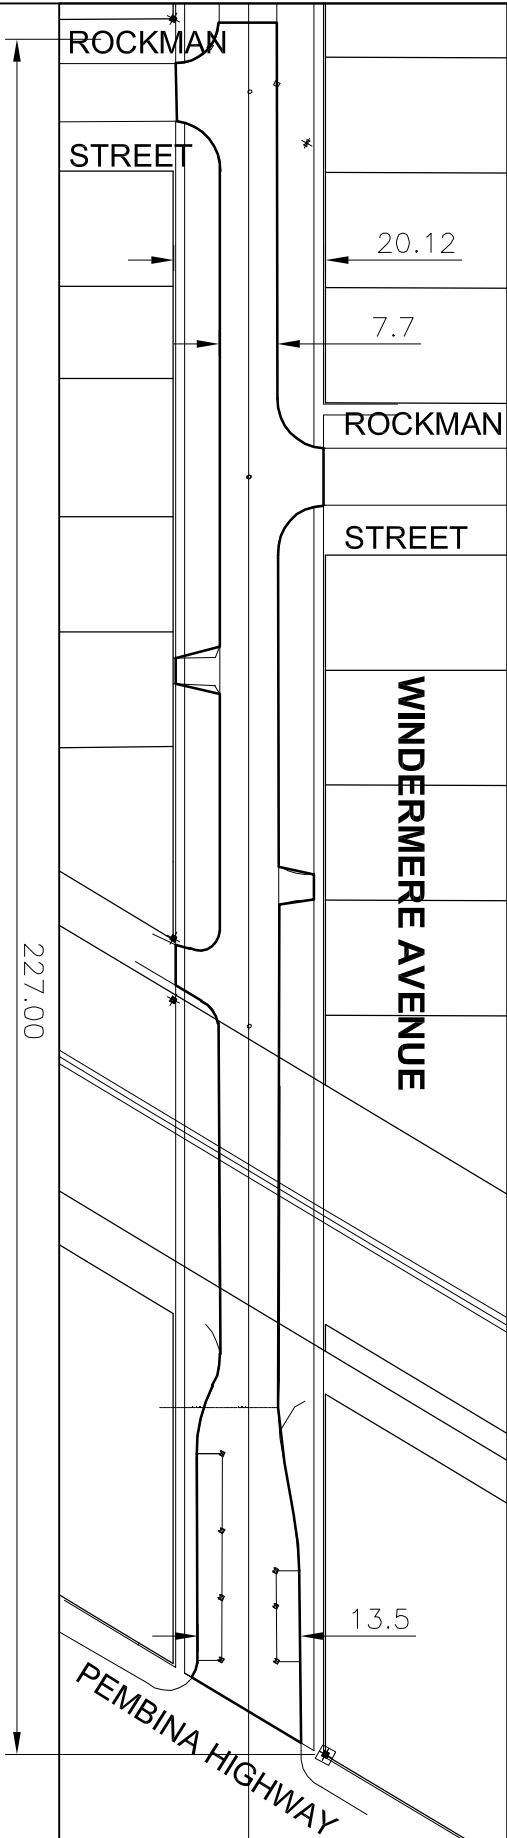 ROCKMAN
STREET
20.12
7.7
ROCKMAN
STREET
WINDERMERE AVENUE
227.00
13.5
PEMBINA HIGHWAY